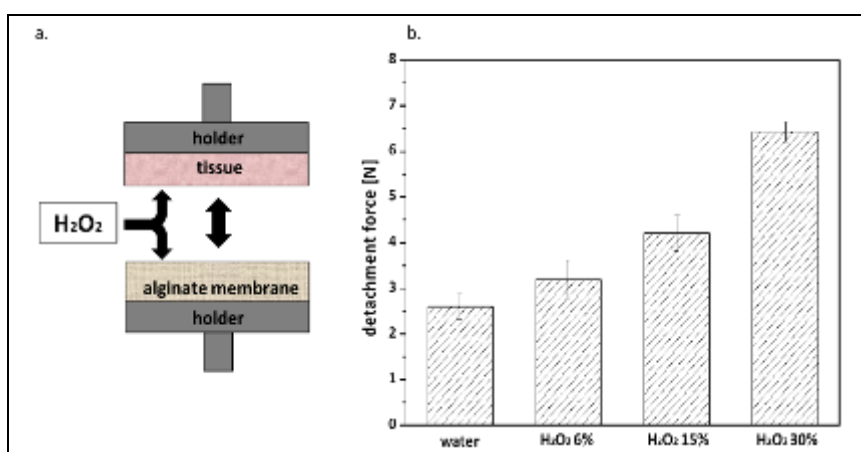 a.
holder
tissue
H₂O₂
alginate membrane
holder
b.
detachment force [N]
8
7
6
5
4
3
2
1
0
water
H₂O₂ 6%
H₂O₂ 15%
H₂O₂ 30%